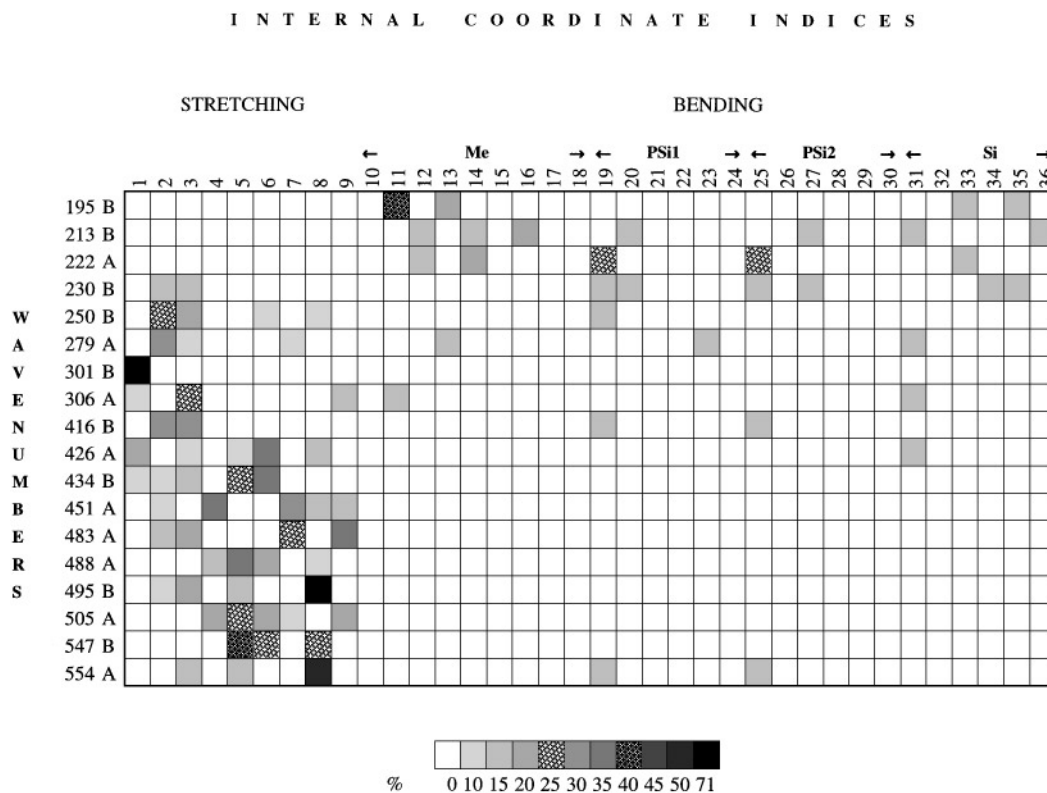 I N T E R N A L C O O R D I N A T E I N D I C E S
STRETCHING BENDING
← Me → ← PSi1 → ← PSi2 → ← Si →
1 2 3 4 5 6 7 8 9 10 11 12 13 14 15 16 17 18 19 20 21 22 23 24 25 26 27 28 29 30 31 32 33 34 35 36
W A V E N U M B E R S
195 B
213 B
222 A
230 B
250 B
279 A
301 B
306 A
416 B
426 A
434 B
451 A
483 A
488 A
495 B
505 A
547 B
554 A
% 0 10 15 20 25 30 35 40 45 50 71